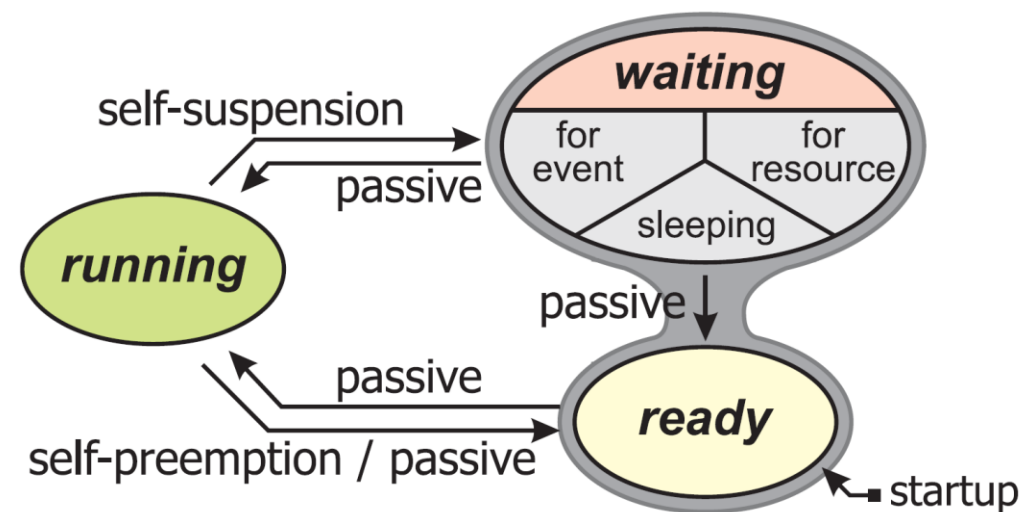 waiting
self-suspension
for event
for resource
passive
sleeping
running
passive
passive
ready
self-preemption / passive
startup